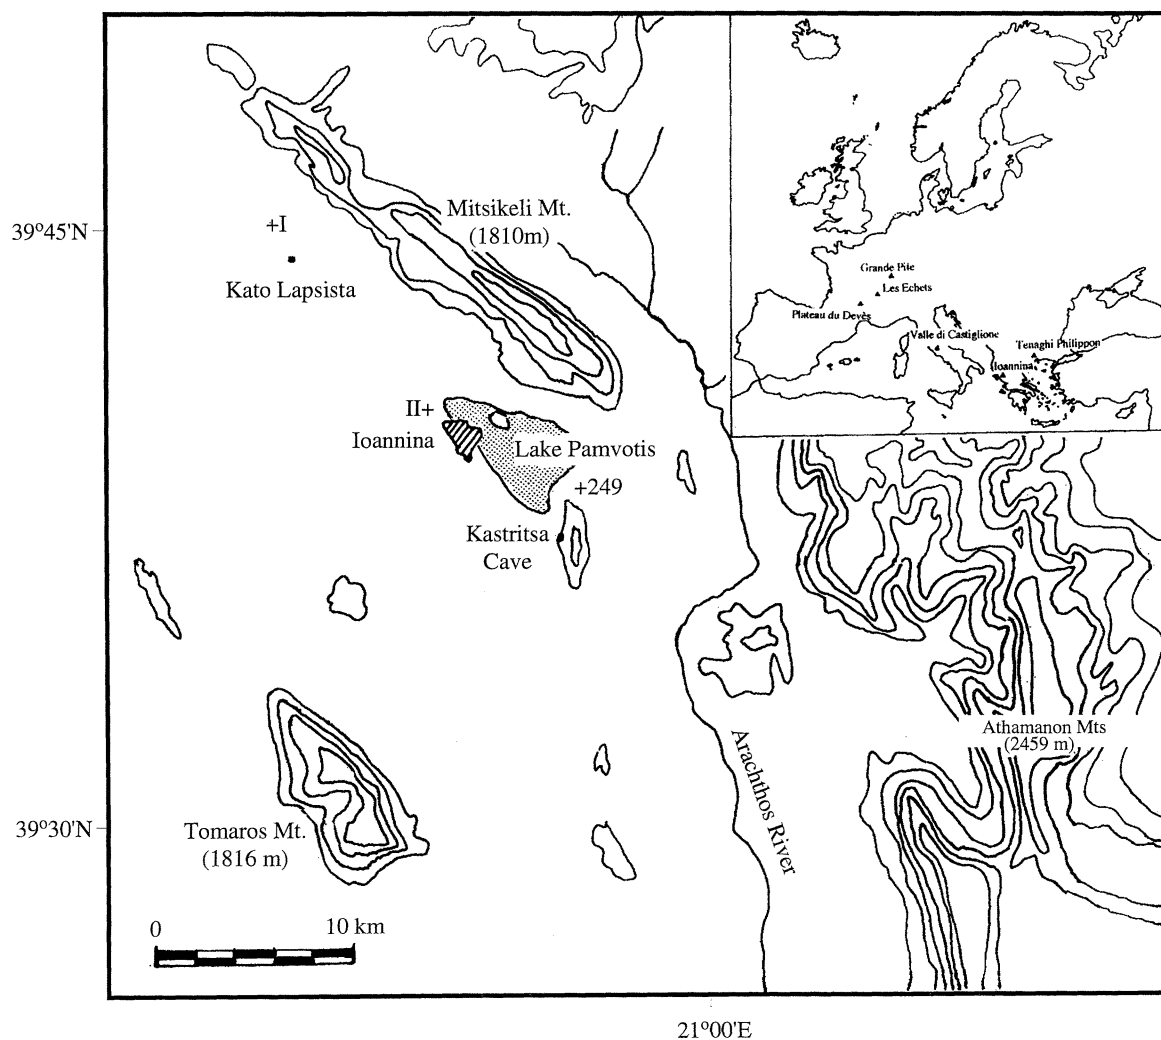 Mitsikeli Mt.
(1810m)
39°45'N
+I
Kato Lapsista
Grande Pile
Les Echets
Plateau du Devès
Valle di Castiglione
Tenaghi Philippon
Ioannina
II+
Ioannina
Lake Pamvotis
+249
Kastritsa
Cave
Athamanon Mts
(2459 m)
Arachthos River
39°30'N
Tomaros Mt.
(1816 m)
0
10 km
21°00'E